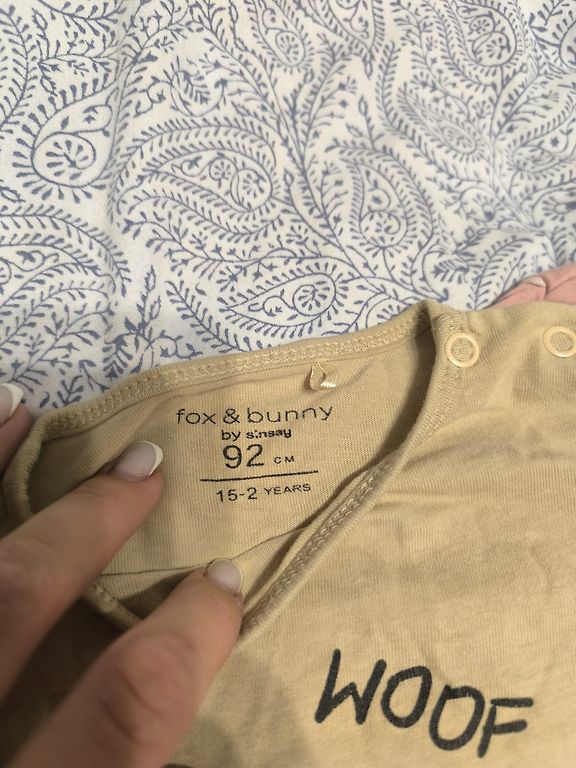 fox & bunny
by sinsay
92 CM
15-2 YEARS
WOOF